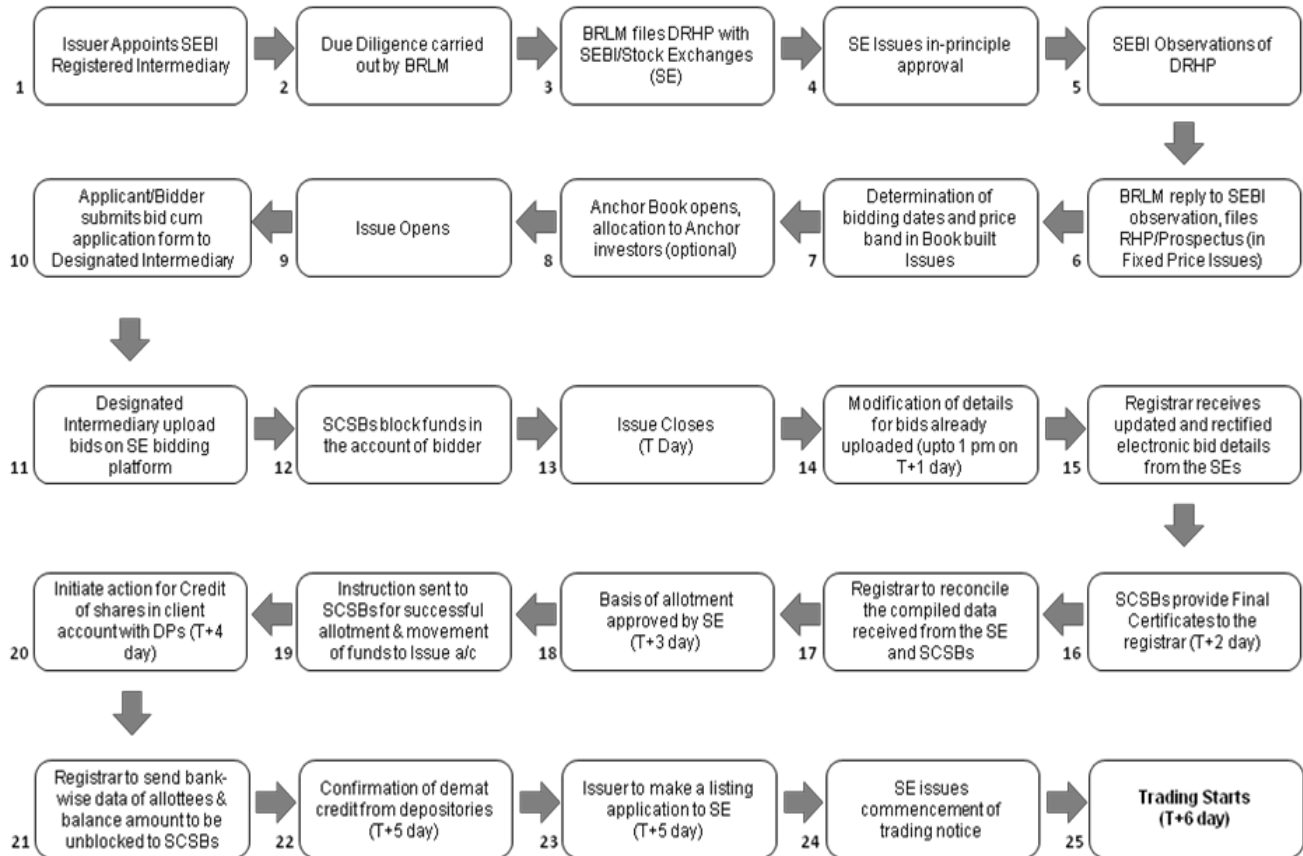 Issuer Appoints SEBI
Registered Intermediary
1
Due Diligence carried
out by BRLM
2
BRLM files DRHP with
SEBI/Stock Exchanges
(SE)
3
SE Issues in-principle
approval
4
SEBI Observations of
DRHP
5
BRLM reply to SEBI
observation, files
RHP/Prospectus (in
Fixed Price Issues)
6
Determination of
bidding dates and price
band in Book built
Issues
7
Anchor Book opens,
allocation to Anchor
investors (optional)
8
Issue Opens
9
Applicant/Bidder
submits bid cum
application form to
Designated Intermediary
10
Designated
Intermediary upload
bids on SE bidding
platform
11
SCSBs block funds in
the account of bidder
12
Issue Closes
(T Day)
13
Modification of details
for bids already
uploaded (upto 1 pm on
T+1 day)
14
Registrar receives
updated and rectified
electronic bid details
from the SEs
15
SCSBs provide Final
Certificates to the
registrar (T+2 day)
16
Registrar to reconcile
the compiled data
received from the SE
and SCSBs
17
Basis of allotment
approved by SE
(T+3 day)
18
Instruction sent to
SCSBs for successful
allotment & movement
of funds to Issue a/c
19
Initiate action for Credit
of shares in client
account with DPs (T+4
day)
20
Registrar to send bank-
wise data of allottees &
balance amount to be
unblocked to SCSBs
21
Confirmation of demat
credit from depositories
(T+5 day)
22
Issuer to make a listing
application to SE
(T+5 day)
23
SE issues
commencement of
trading notice
24
Trading Starts
(T+6 day)
25